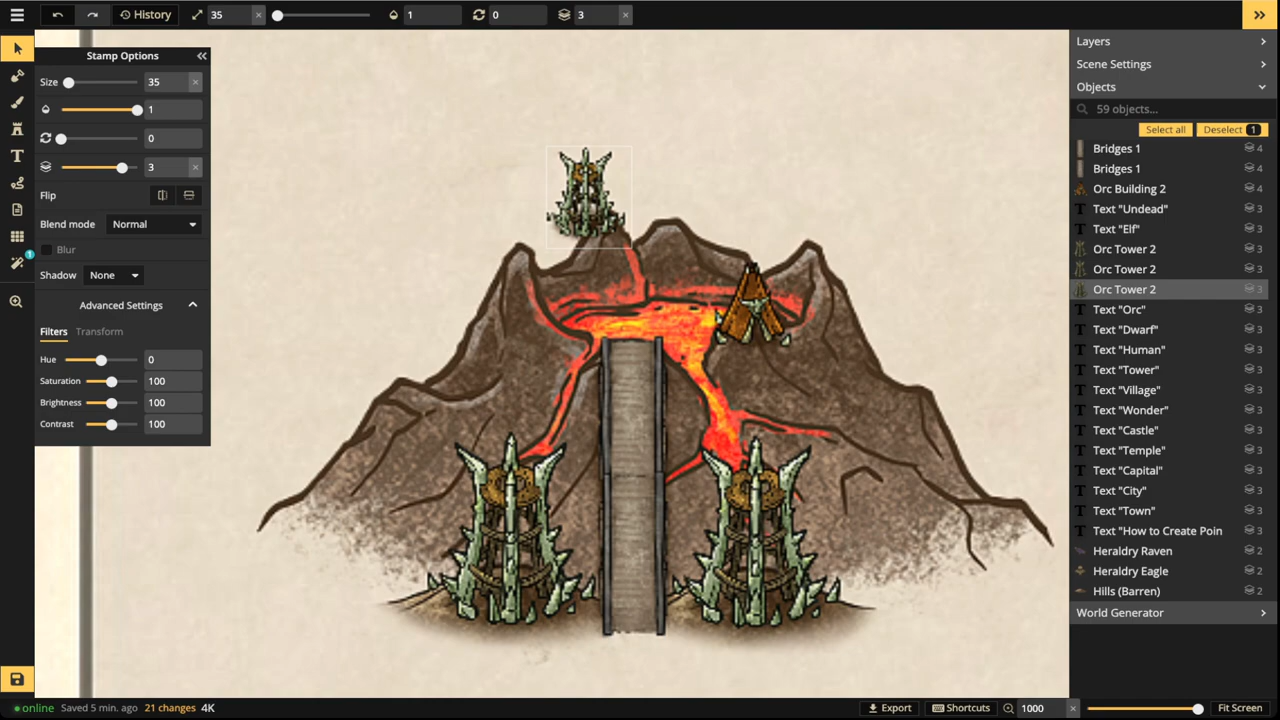 History
35
×
1
0
3
×
Stamp Options
Size
35
×
1
0
3
×
Flip
Blend mode
Normal
Blur
Shadow
None
Advanced Settings
Filters
Transform
Hue
0
Saturation
100
Brightness
100
Contrast
100
1
Layers
Scene Settings
Objects
59 objects...
Select all
Deselect 1
Bridges 1 4
Bridges 1 4
Orc Building 2 4
Text "Undead" 3
Text "Elf" 3
Orc Tower 2 3
Orc Tower 2 3
Orc Tower 2 3
Text "Orc" 3
Text "Dwarf" 3
Text "Human" 3
Text "Tower" 3
Text "Village" 3
Text "Wonder" 3
Text "Castle" 3
Text "Temple" 3
Text "Capital" 3
Text "City" 3
Text "Town" 3
Text "How to Create Poin 3
Heraldry Raven 2
Heraldry Eagle 2
Hills (Barren) 2
World Generator
online Saved 5 min. ago 21 changes 4K
Export
Shortcuts
1000
×
Fit Screen